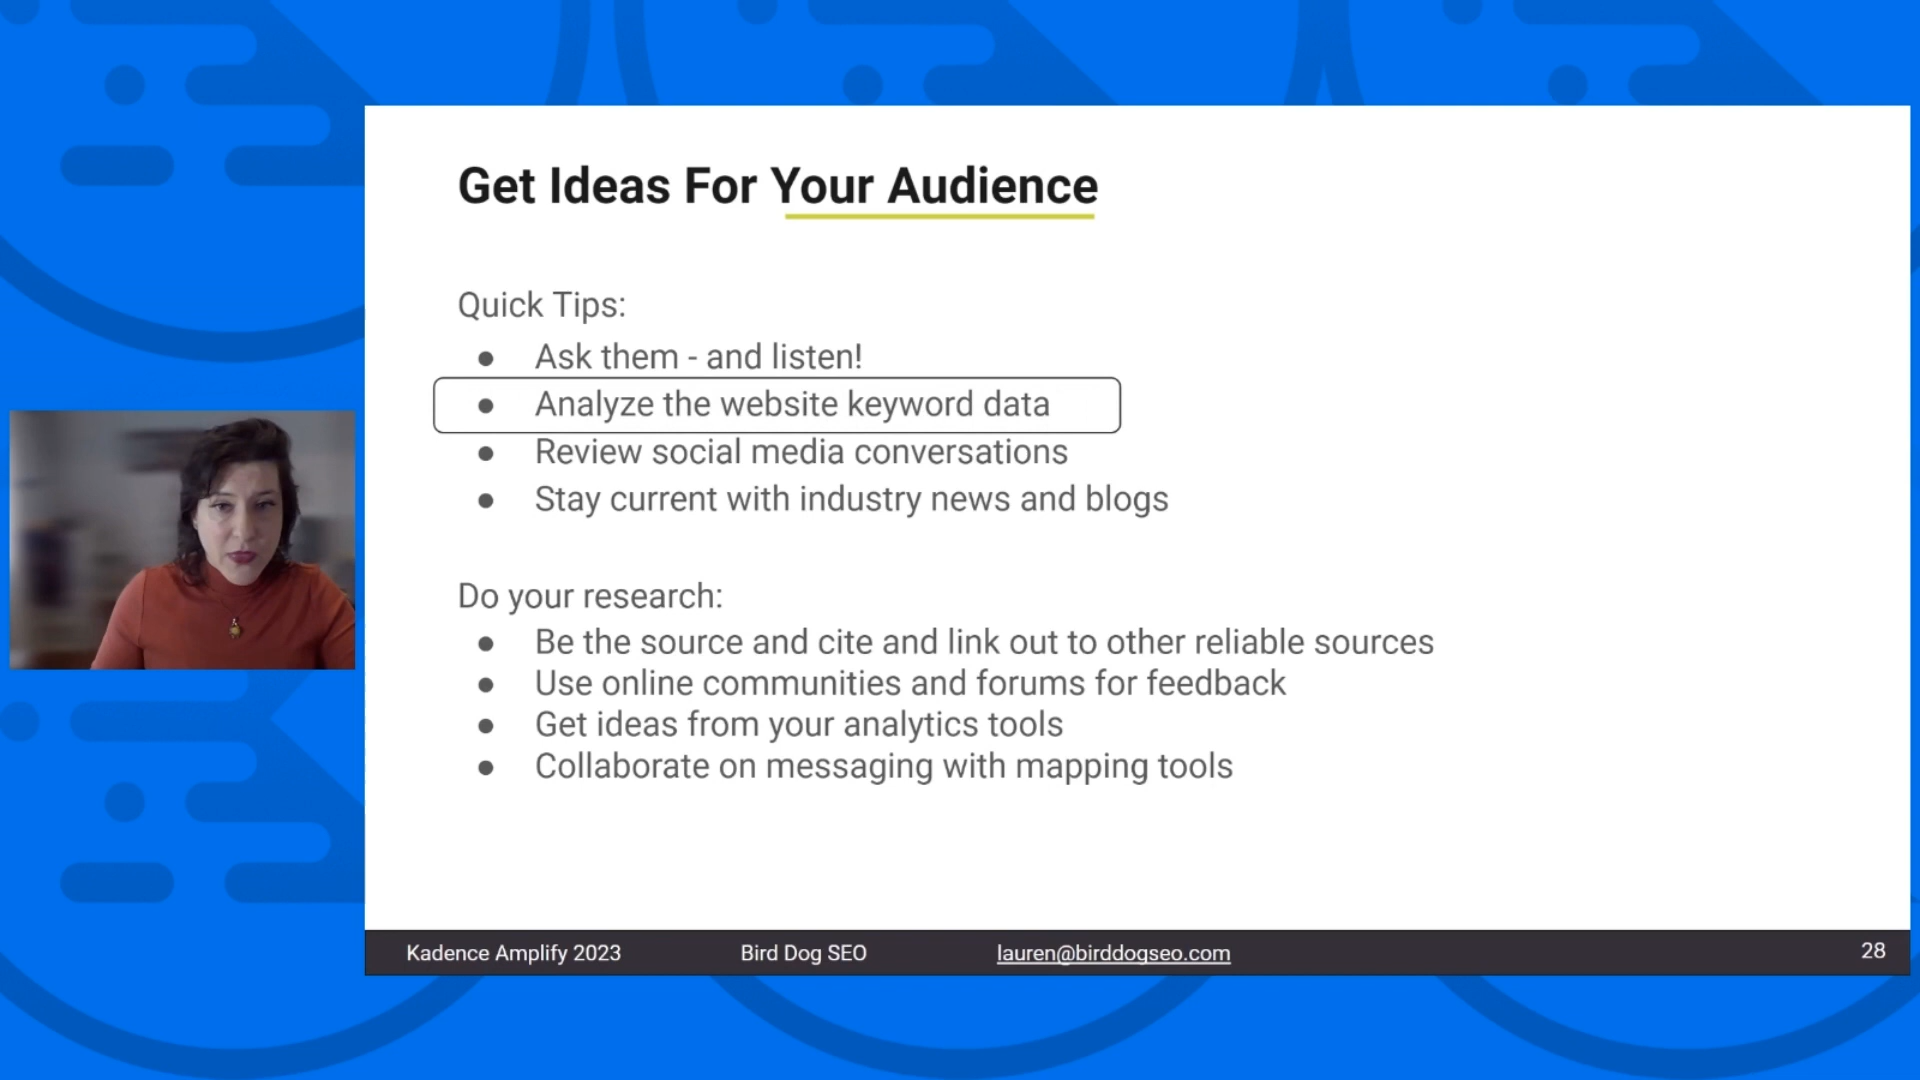 Get Ideas For Your Audience
Quick Tips:
● Ask them - and listen!
● Analyze the website keyword data
● Review social media conversations
● Stay current with industry news and blogs
Do your research:
● Be the source and cite and link out to other reliable sources
● Use online communities and forums for feedback
● Get ideas from your analytics tools
● Collaborate on messaging with mapping tools
Kadence Amplify 2023 Bird Dog SEO lauren@birddogseo.com 28